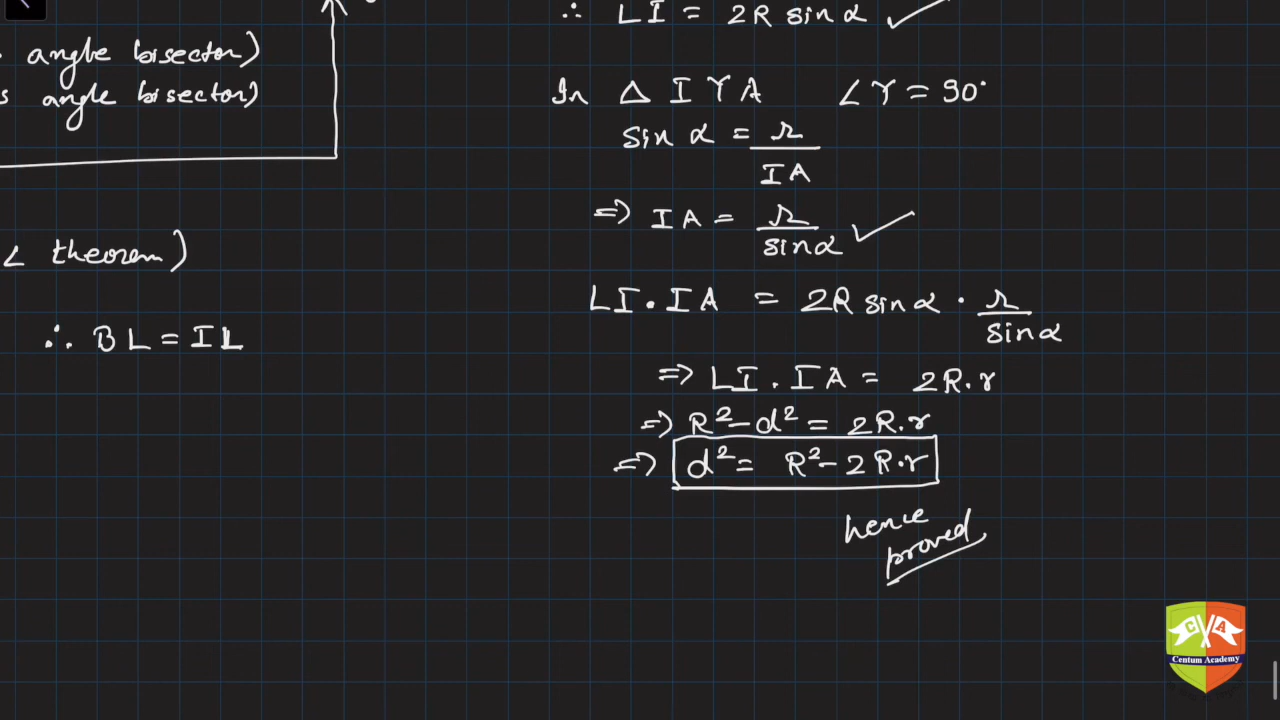 angle bisector)
s angle bisector)
∠ theorem)
∴ BL = IL
∴ LI = 2R sin α ✓
In Δ IYA ∠Y = 90°
sin α = r/IA
⇒ IA = r/sin α ✓
LI · IA = 2R sin α · r/sin α
⇒ LI · IA = 2R · r
⇒ R² - d² = 2R · r
⇒ d² = R² - 2R · r
hence
proved
C A
Centum Academy